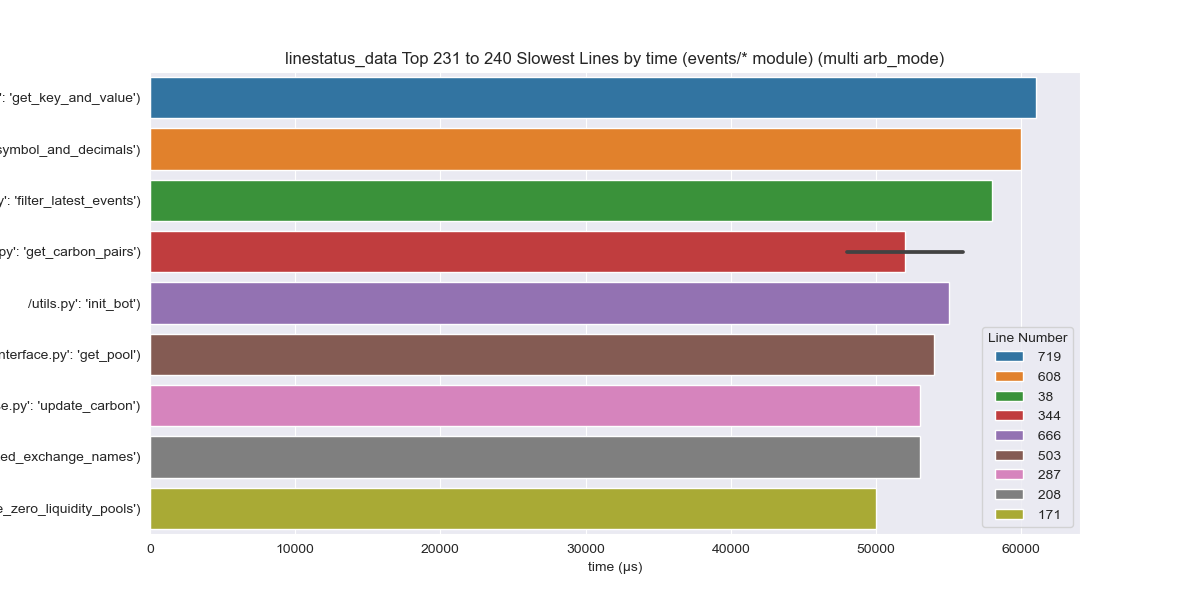 linestatus_data Top 231 to 240 Slowest Lines by time (events/* module) (multi arb_mode)
': 'get_key_and_value')
symbol_and_decimals')
y': 'filter_latest_events')
py': 'get_carbon_pairs')
/utils.py': 'init_bot')
nterface.py': 'get_pool')
e.py': 'update_carbon')
ed_exchange_names')
e_zero_liquidity_pools')
Line Number
719
608
38
344
666
503
287
208
171
0 10000 20000 30000 40000 50000 60000
time (µs)